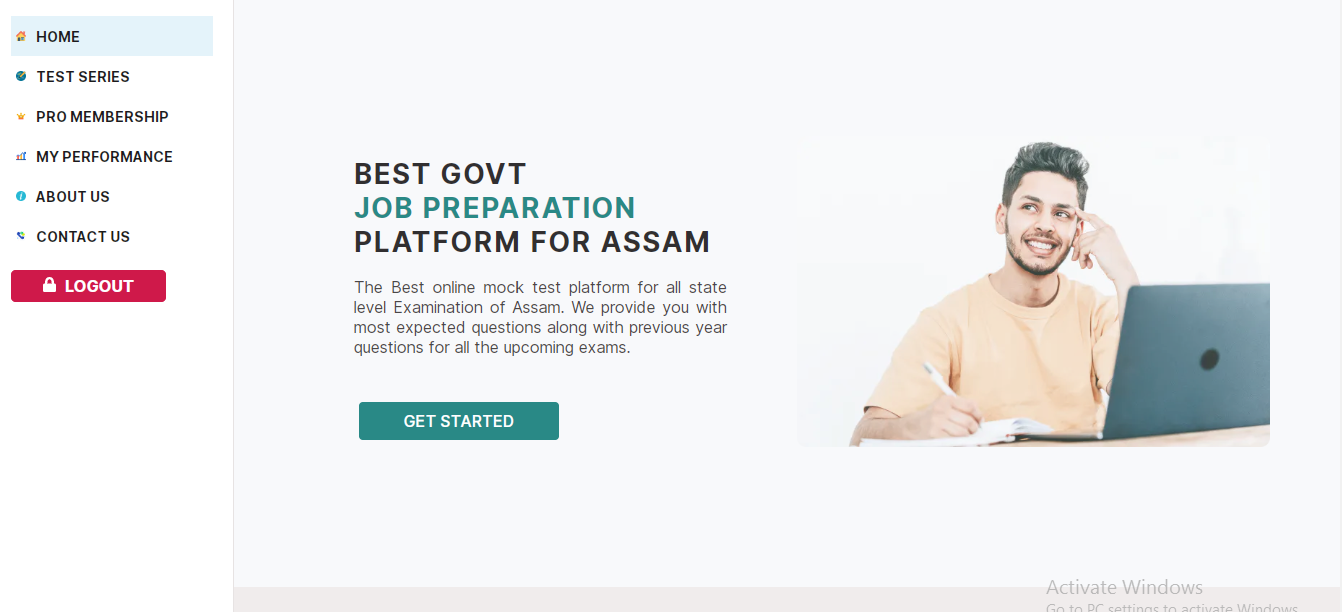 HOME
TEST SERIES
PRO MEMBERSHIP
MY PERFORMANCE
ABOUT US
CONTACT US
LOGOUT
BEST GOVT
JOB PREPARATION
PLATFORM FOR ASSAM
The Best online mock test platform for all state
level Examination of Assam. We provide you with
most expected questions along with previous year
questions for all the upcoming exams.
GET STARTED
Activate Windows
Go to PC settings to activate Windows.